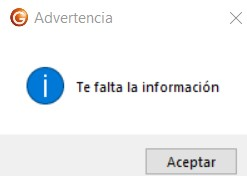 Advertencia
Te falta la información
Aceptar